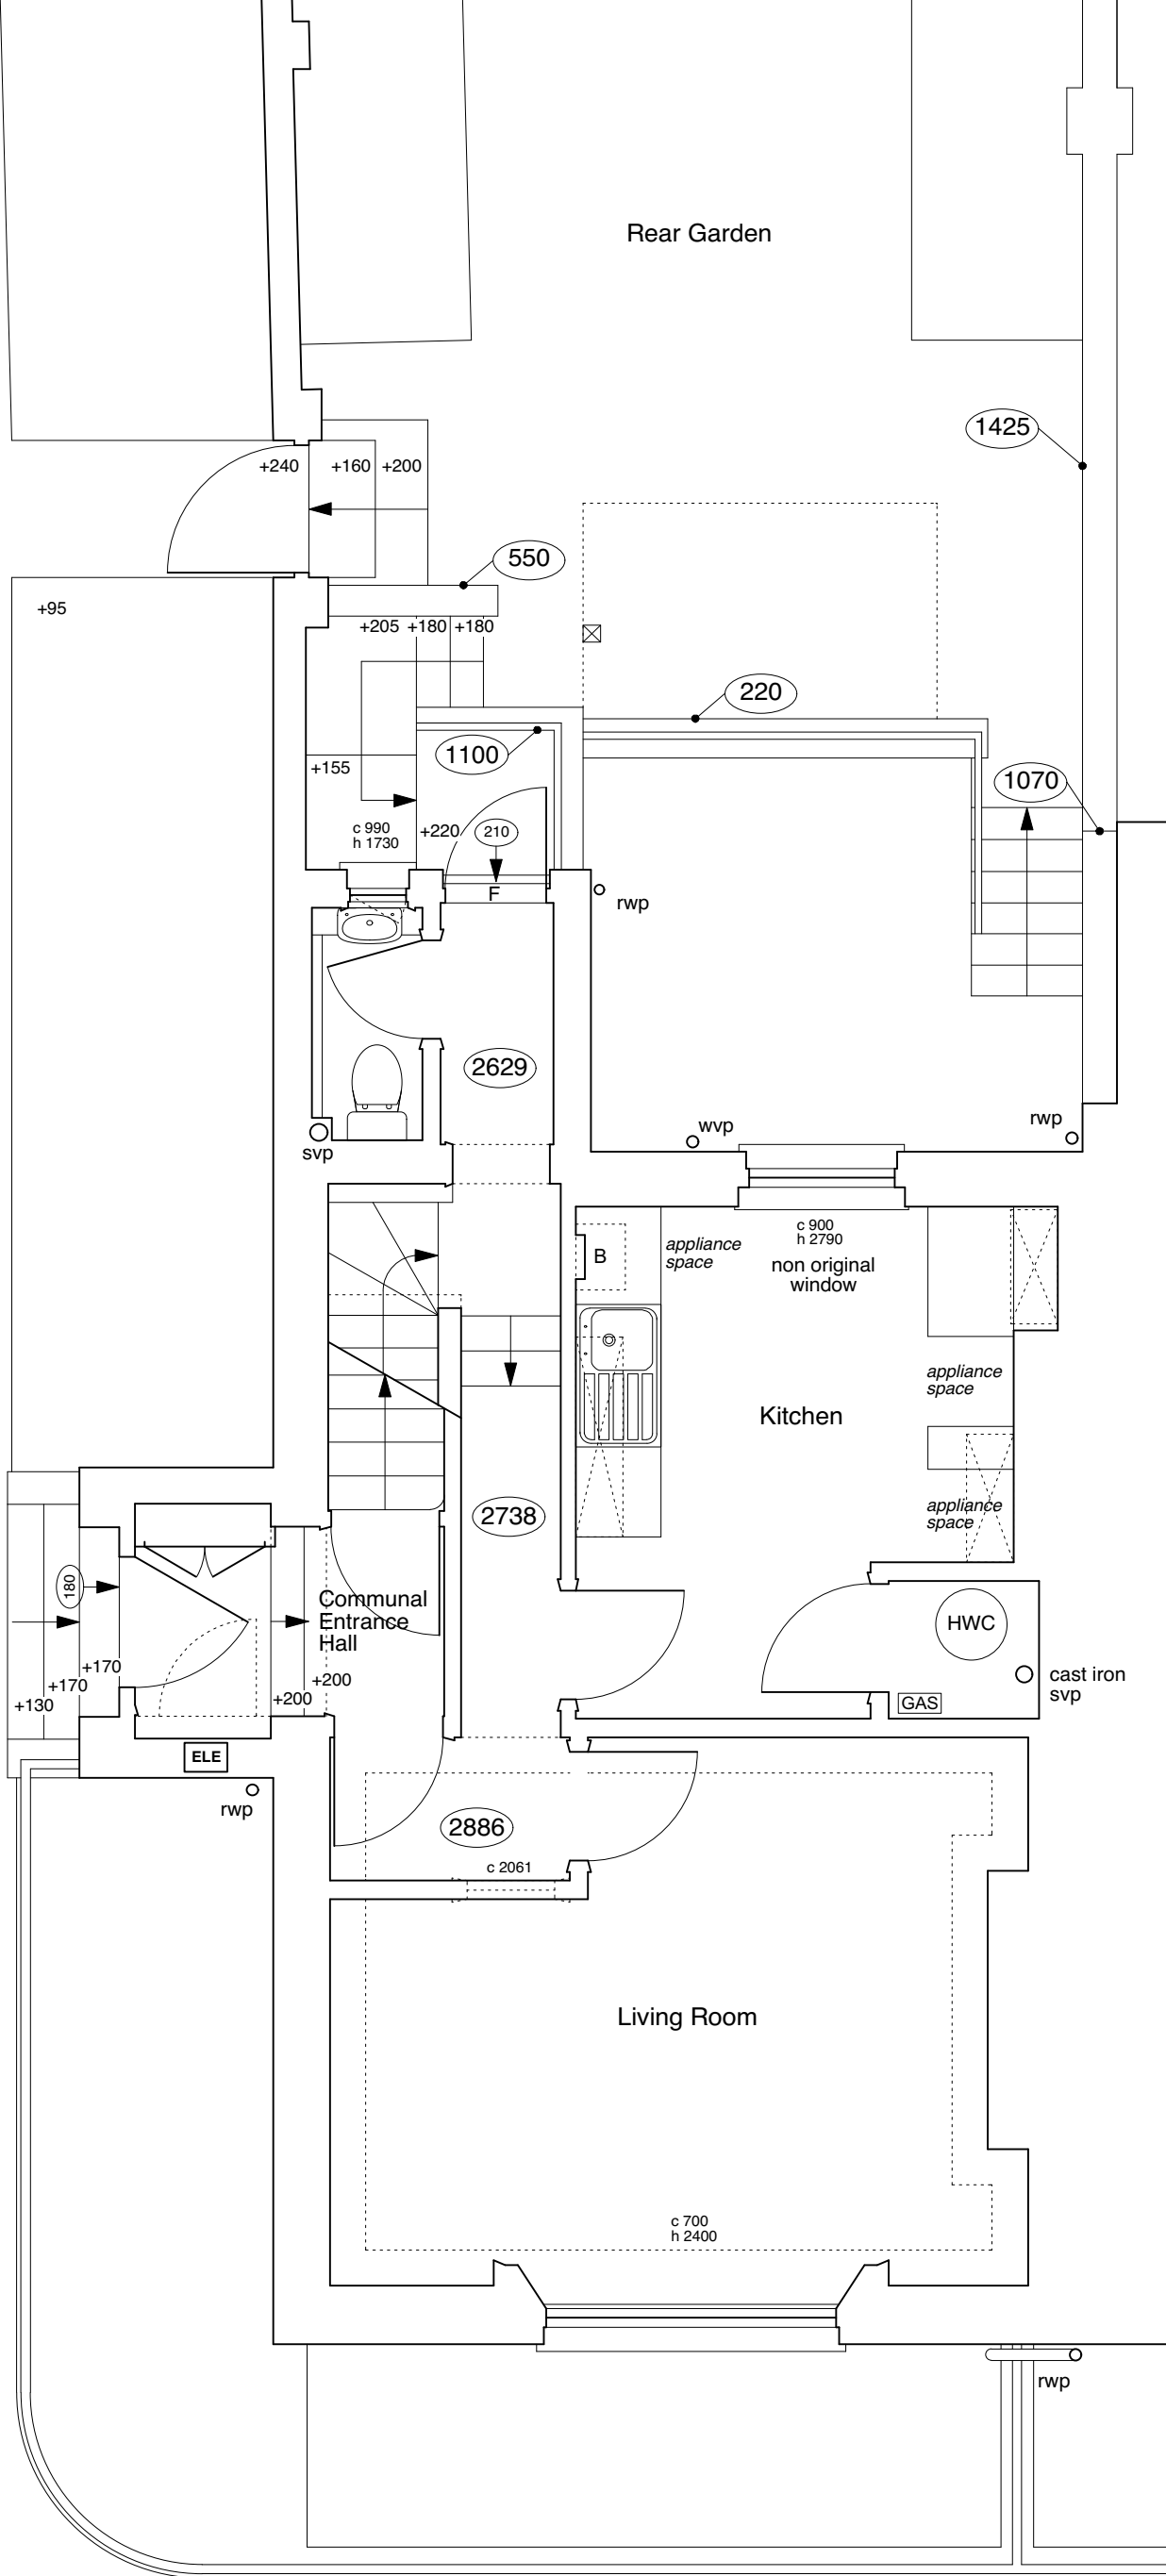 Rear Garden
1425
+240
+160
+200
550
+95
+205
+180
+180
220
1100
1070
+155
c 990
h 1730
+220
210
F
rwp
2629
svp
wvp
rwp
c 900
h 2790
non original
window
B
appliance
space
appliance
space
Kitchen
appliance
space
2738
180
Communal
Entrance
Hall
HWC
cast iron
svp
GAS
+170
+170
+130
+200
+200
ELE
rwp
2886
c 2061
Living Room
c 700
h 2400
rwp